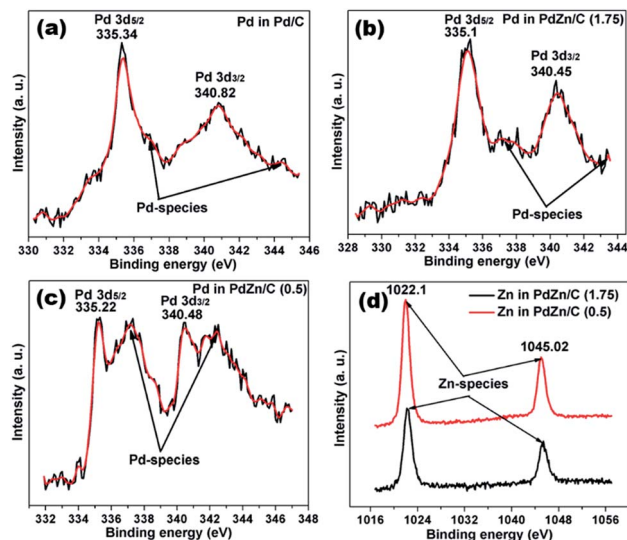 (a)
Pd 3d5/2
335.34
Pd in Pd/C
Pd 3d3/2
340.82
Pd-species
Intensity (a. u.)
330 332 334 336 338 340 342 344 346
Binding energy (eV)
(b)
Pd 3d5/2
335.1
Pd in PdZn/C (1.75)
Pd 3d3/2
340.45
Pd-species
Intensity (a. u.)
328 330 332 334 336 338 340 342 344
Binding energy (eV)
(c)
Pd 3d5/2
335.22
Pd in PdZn/C (0.5)
Pd 3d3/2
340.48
Pd-species
Intensity (a. u.)
332 334 336 338 340 342 344 346 348
Binding energy (eV)
(d)
1022.1
Zn in PdZn/C (1.75)
Zn in PdZn/C (0.5)
1045.02
Zn-species
Intensity (a. u.)
1016 1024 1032 1040 1048 1056
Binding energy (eV)